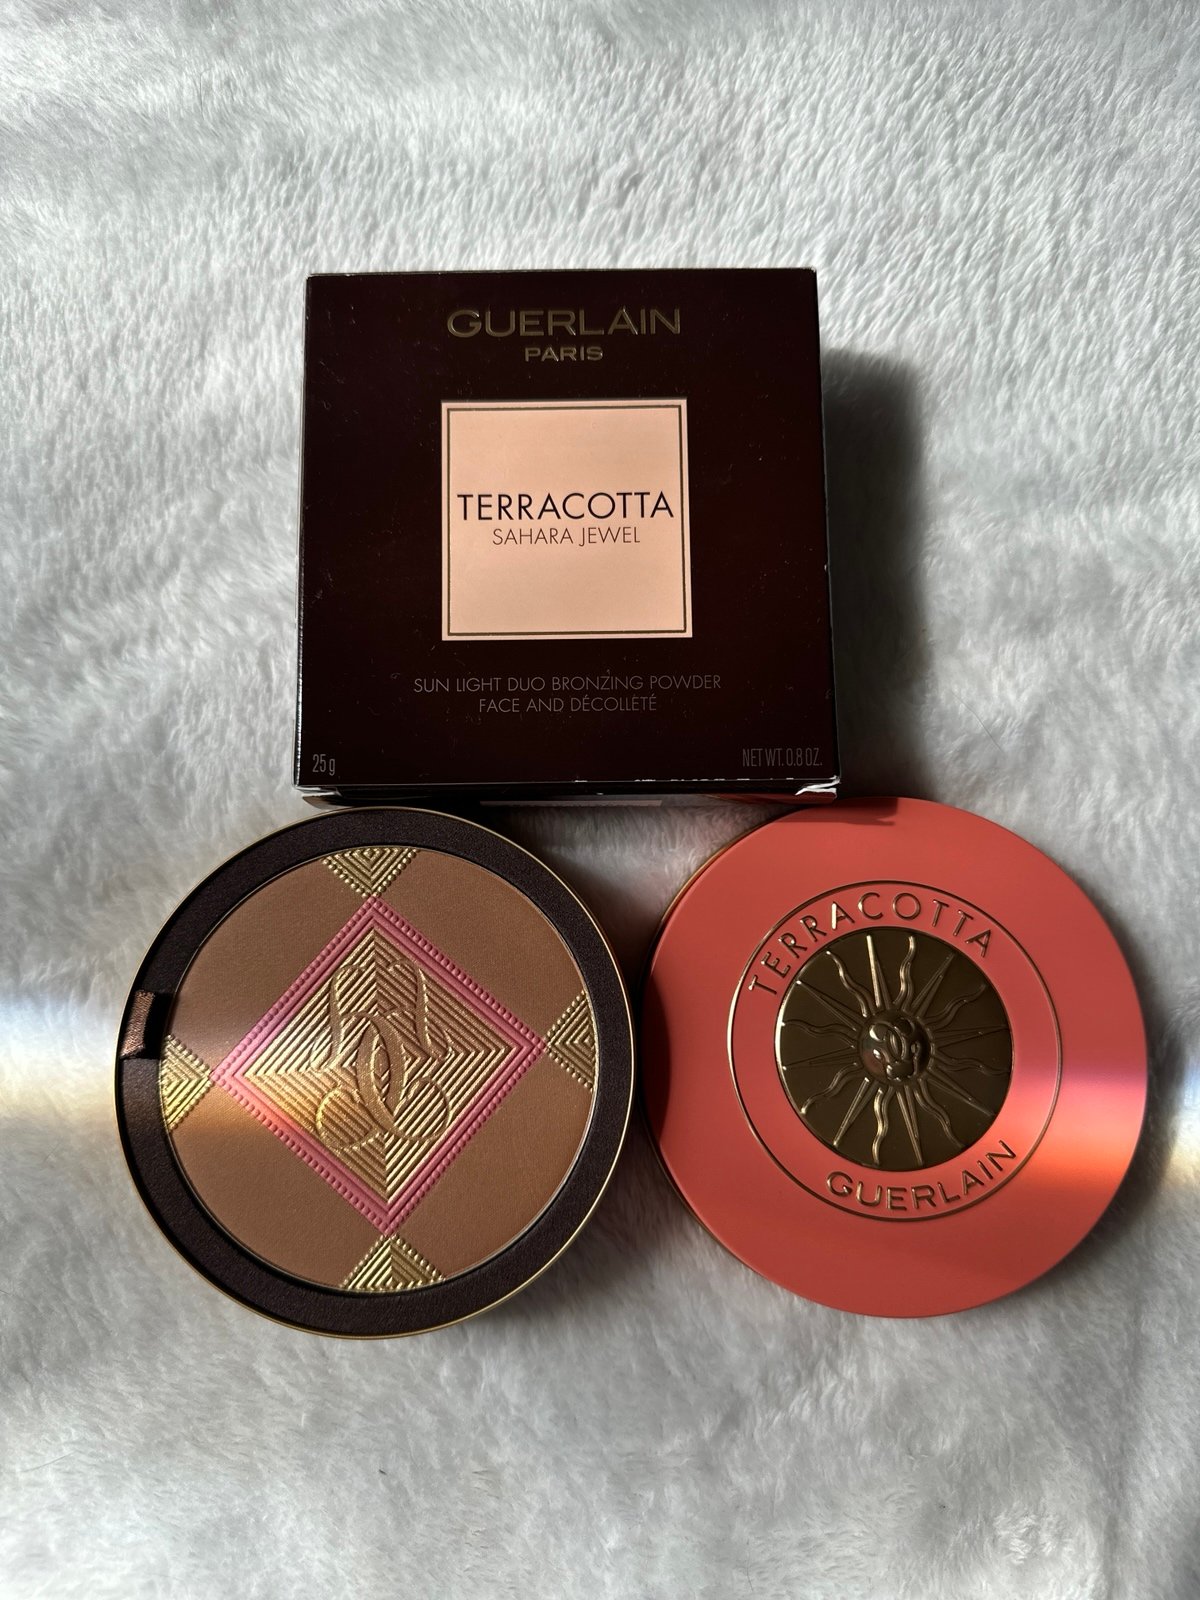 GUERLAIN
PARIS
TERRACOTTA
SAHARA JEWEL
SUN LIGHT DUO BRONZING POWDER
FACE AND DÉCOLLETÉ
25 g
NET WT. 0.8 OZ.
TERRACOTTA
GUERLAIN